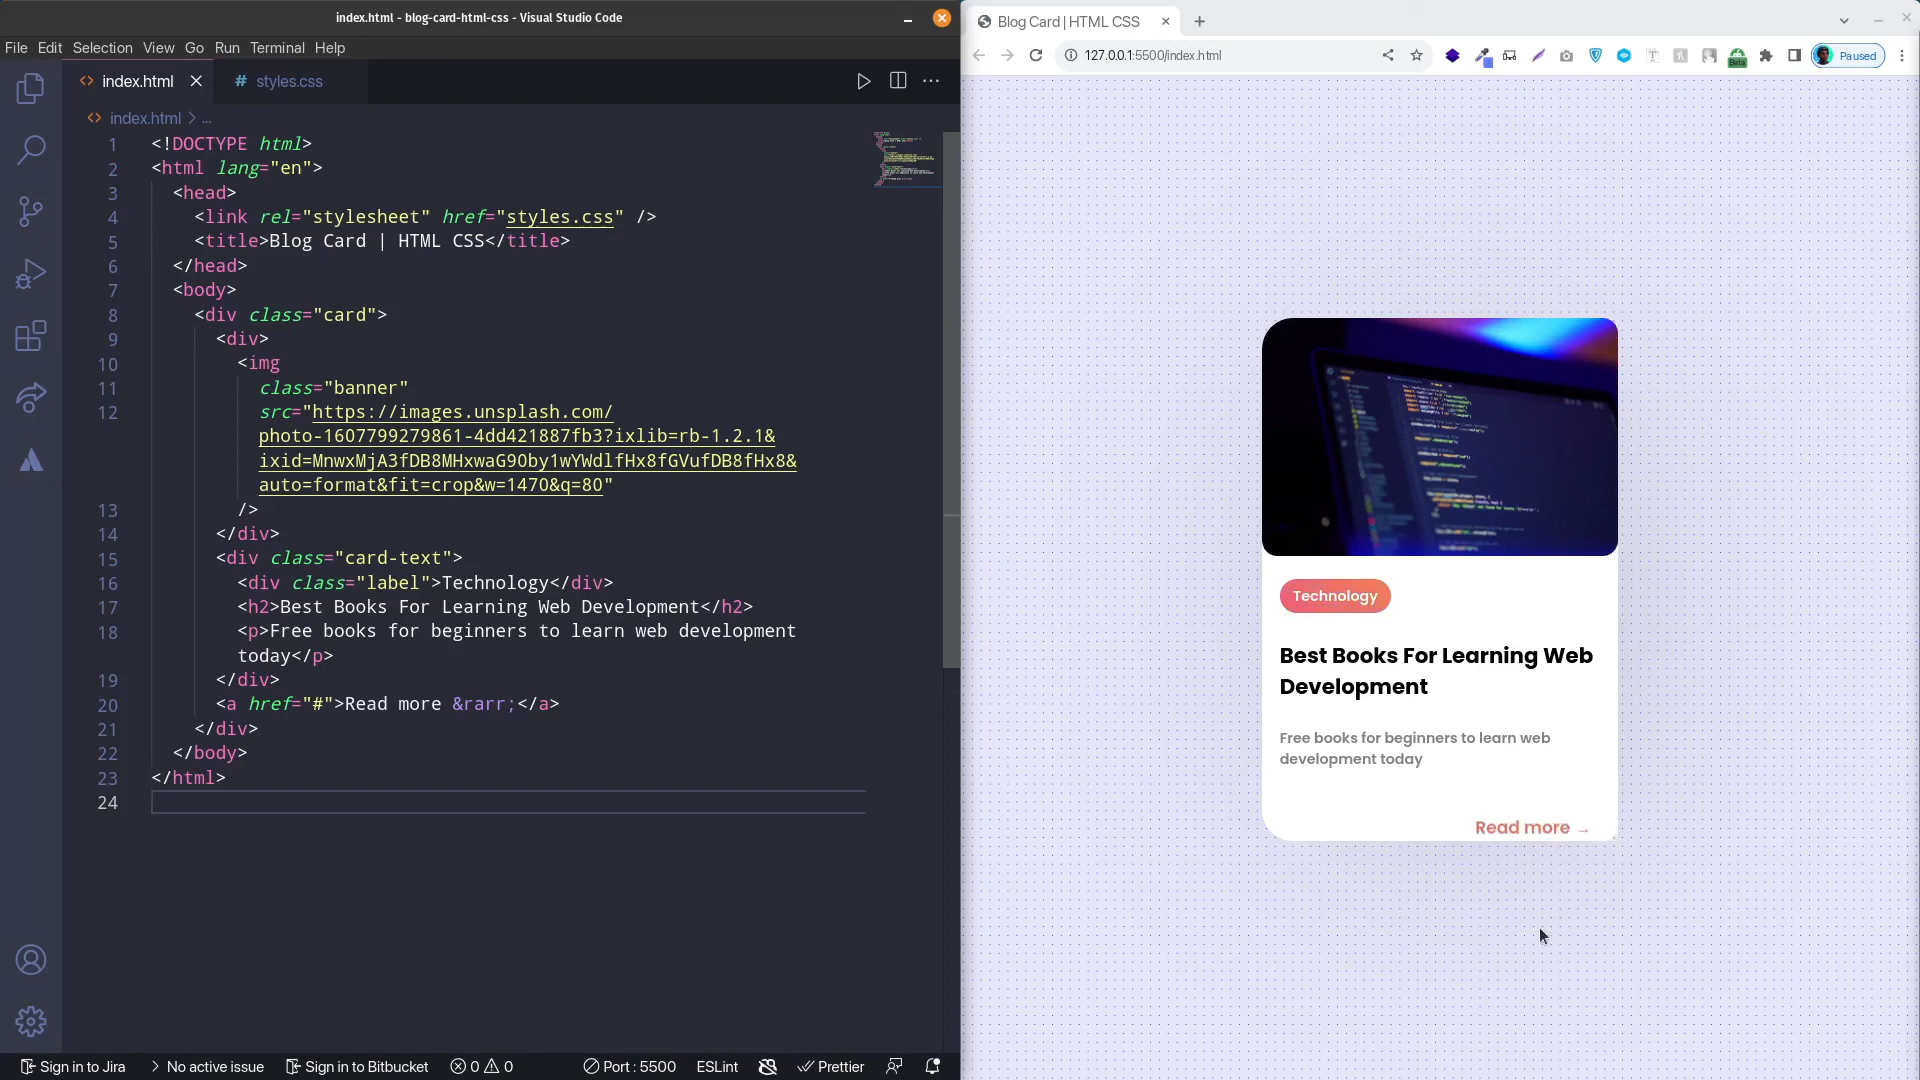 index.html - blog-card-html-css - Visual Studio Code
File Edit Selection View Go Run Terminal Help
index.html
# styles.css
index.html > ...
1 <!DOCTYPE html>
2 <html lang="en">
3 <head>
4 <link rel="stylesheet" href="styles.css" />
5 <title>Blog Card | HTML CSS</title>
6 </head>
7 <body>
8 <div class="card">
9 <div>
10 <img
11 class="banner"
12 src="https://images.unsplash.com/
photo-1607799279861-4dd421887fb3?ixlib=rb-1.2.1&
ixid=MnwxMjA3fDB8MHxwaG90by1wYWdlfHx8fGVufDB8fHx8&
auto=format&fit=crop&w=1470&q=80"
13 />
14 </div>
15 <div class="card-text">
16 <div class="label">Technology</div>
17 <h2>Best Books For Learning Web Development</h2>
18 <p>Free books for beginners to learn web development
today</p>
19 </div>
20 <a href="#">Read more &rarr;</a>
21 </div>
22 </body>
23 </html>
24
Sign in to Jira > No active issue Sign in to Bitbucket 0 0 Port : 5500 ESLint Prettier
Blog Card | HTML CSS
127.0.0.1:5500/index.html
Beta
Paused
Technology
Best Books For Learning Web
Development
Free books for beginners to learn web
development today
Read more →